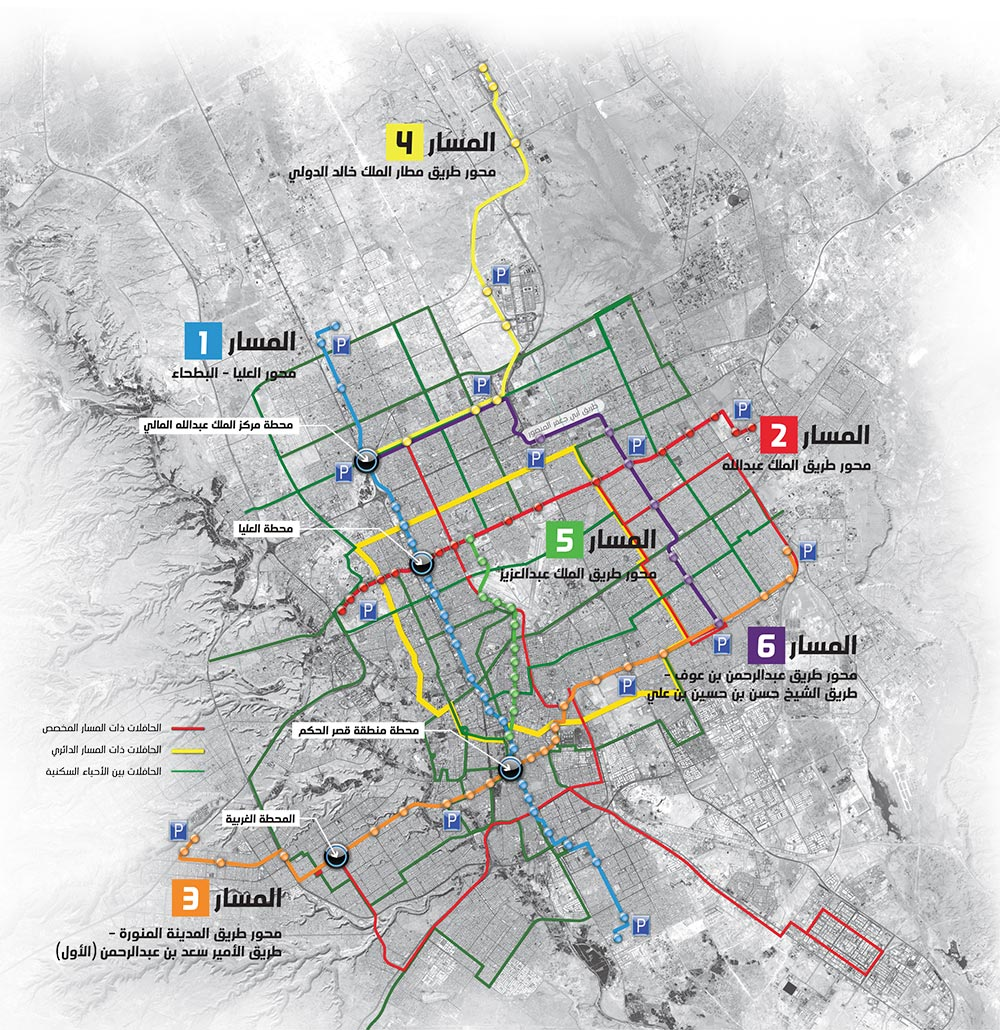 المسار 4
محور طريق مطار الملك خالد الدولي
P
المسار 1
محور العليا - البطحاء
P
P
محطة مركز الملك عبدالله المالي
طريق أبي جعفر المنصور
P
المسار 2
محور طريق الملك عبدالله
P
P
P
محطة العليا
المسار 5
محور طريق الملك عبدالعزيز
P
P
المسار 6
محور طريق عبدالرحمن بن عوف -
طريق الشيخ حسن بن حسين بن علي
P
P
الحافلات ذات المسار المخصص
الحافلات ذات المسار الدائري
الحافلات بين الأحياء السكنية
محطة منطقة قصر الحكم
المحطة الغربية
P
P
المسار 3
محور طريق المدينة المنورة -
طريق الأمير سعد بن عبدالرحمن (الأول)
P